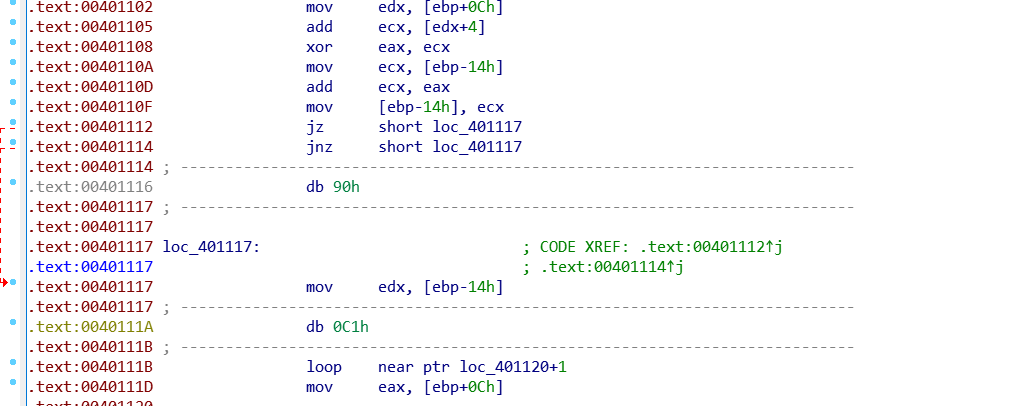 .text:00401102 mov edx, [ebp+0Ch]
.text:00401105 add ecx, [edx+4]
.text:00401108 xor eax, ecx
.text:0040110A mov ecx, [ebp-14h]
.text:0040110D add ecx, eax
.text:0040110F mov [ebp-14h], ecx
.text:00401112 jz short loc_401117
.text:00401114 jnz short loc_401117
.text:00401114 ; ---------------------------------------------------------------------------
.text:00401116 db 90h
.text:00401117 ; ---------------------------------------------------------------------------
.text:00401117
.text:00401117 loc_401117: ; CODE XREF: .text:00401112↑j
.text:00401117 ; .text:00401114↑j
.text:00401117 mov edx, [ebp-14h]
.text:00401117 ; ---------------------------------------------------------------------------
.text:0040111A db 0C1h
.text:0040111B ; ---------------------------------------------------------------------------
.text:0040111B loop near ptr loc_401120+1
.text:0040111D mov eax, [ebp+0Ch]